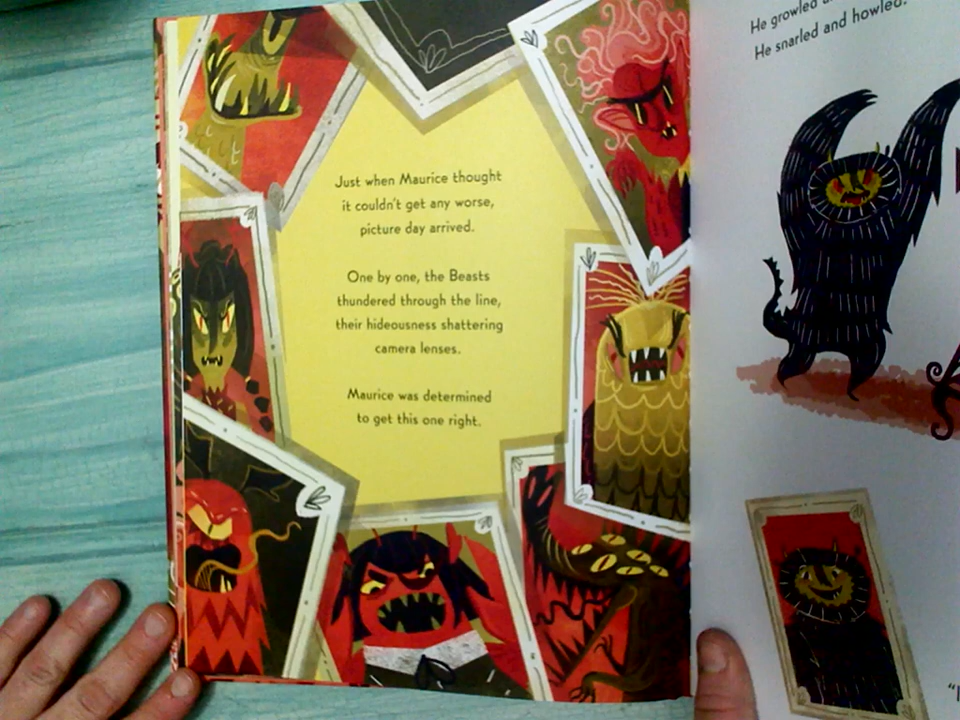 Just when Maurice thought
it couldn't get any worse,
picture day arrived.
One by one, the Beasts
thundered through the line,
their hideousness shattering
camera lenses.
Maurice was determined
to get this one right.
He growled
He snarled and howled.